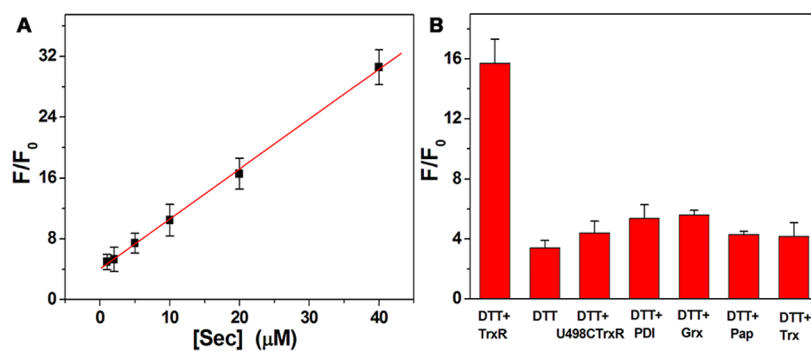 A
F/F0
32
24
16
8
0
0
10
20
30
40
[Sec] (μM)
B
F/F0
16
12
8
4
0
DTT+
TrxR
DTT
DTT+
U498CTrxR
DTT+
PDI
DTT+
Grx
DTT+
Pap
DTT+
Trx